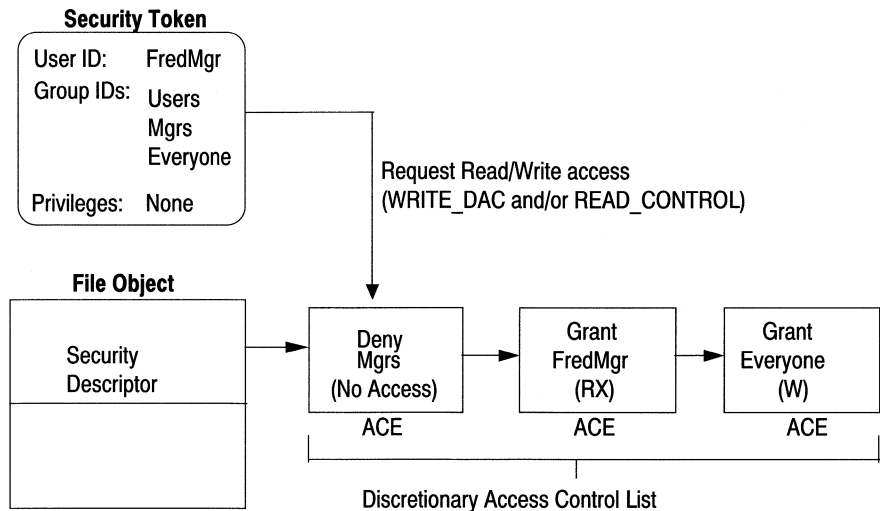 Security Token
User ID: FredMgr
Group IDs: Users
Mgrs
Everyone
Privileges: None
Request Read/Write access
(WRITE_DAC and/or READ_CONTROL)
File Object
Security
Descriptor
Deny
Mgrs
(No Access)
ACE
Grant
FredMgr
(RX)
ACE
Grant
Everyone
(W)
ACE
Discretionary Access Control List